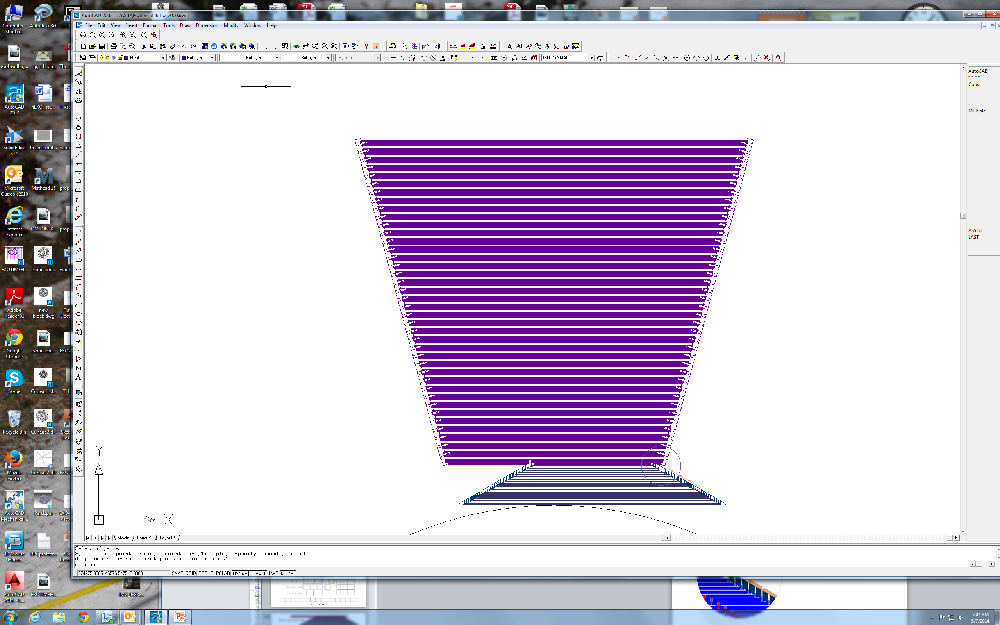 AutoCAD 2002 - [Z:\SID\ECAL\ecal2k ks2 2000.dwg]
File Edit View Insert Format Tools Draw Dimension Modify Window Help
Hcal ByLayer ByLayer ByLayer ByColor ISO-25 SMALL
Computer - Shortcut
Autodesk 360
7
exoheadbig...
sqgrid1.png
Thon
AutoCAD 2002
nEXO_issu...
HVsc
Solid Edge ST4
beam1knut...
sourc
Microsoft Outlook 2010
Mathcad 15
prop
Internet Explorer
OMRON-X...
prop
EXOTIMEH...
exoheadbi...
wpcF
Adobe Reader XI
new block.dwg
Flat Elect
Google Chrome
exoheadbi...
EXO2
Skype
Cuhead1.d...
THH
Recycle Bin
Cuhead2.d...
Sket Desi
Mozilla Firefox
Cuhead2.dft
EXO2
AutoCAD Mechanical...
Part1.par
EXO- Patte
3D Mouse Home
RPCprotofr...
~$SI Deve
AutoCAD 2014 - E...
EXOTIMEH...
IMG_0883....
AutoCAD
* * * *
Copy:
Multiple
ASSIST
LAST
Y
X
Model Layout1 Layout2
Select objects:
Specify base point or displacement, or [Multiple]: Specify second point of
displacement or <use first point as displacement>:
Command:
874275.9605, 46576.5475, 0.0000 SNAP GRID ORTHO POLAR OSNAP OTRACK LWT MODEL
3:07 PM
5/7/2014